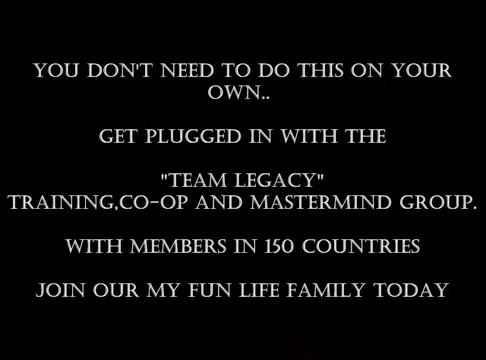 YOU DON'T NEED TO DO THIS ON YOUR
OWN..
GET PLUGGED IN WITH THE
"TEAM LEGACY"
TRAINING,CO-OP AND MASTERMIND GROUP.
WITH MEMBERS IN 150 COUNTRIES
JOIN OUR MY FUN LIFE FAMILY TODAY